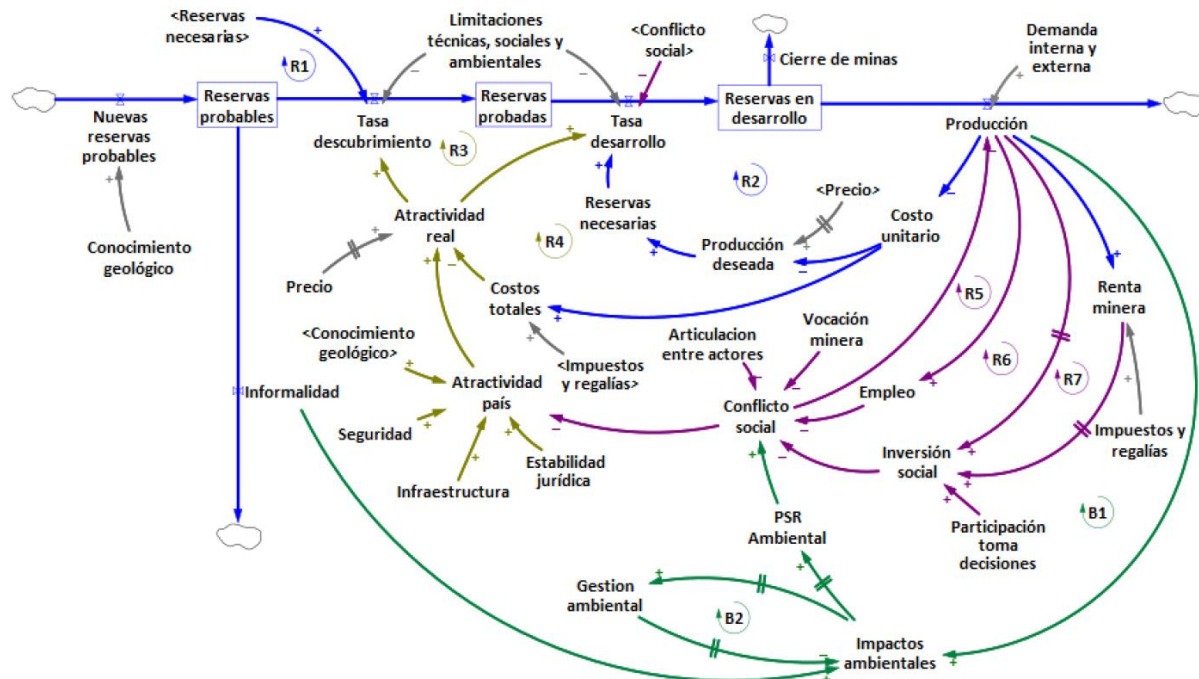 <Reservas
necesarias>
R1
Limitaciones
técnicas, sociales y
ambientales
<Conflicto
social>
Cierre de minas
Demanda
interna y
externa
Nuevas
reservas
probables
Reservas
probables
Tasa
descubrimiento
Reservas
probadas
Tasa
desarrollo
Reservas en
desarrollo
Producción
R3
R2
Conocimiento
geológico
Atractividad
real
R4
Reservas
necesarias
<Precio>
Producción
deseada
Costo
unitario
Precio
Costos
totales
R5
Renta
minera
<Conocimiento
geológico>
<Impuestos
y regalías>
Articulacion
entre actores
Vocación
minera
R6
R7
Informalidad
Atractividad
país
Conflicto
social
Empleo
Impuestos y
regalías
Seguridad
Estabilidad
jurídica
Infraestructura
Inversión
social
PSR
Ambiental
Participación
toma
decisiones
B1
Gestion
ambiental
B2
Impactos
ambientales